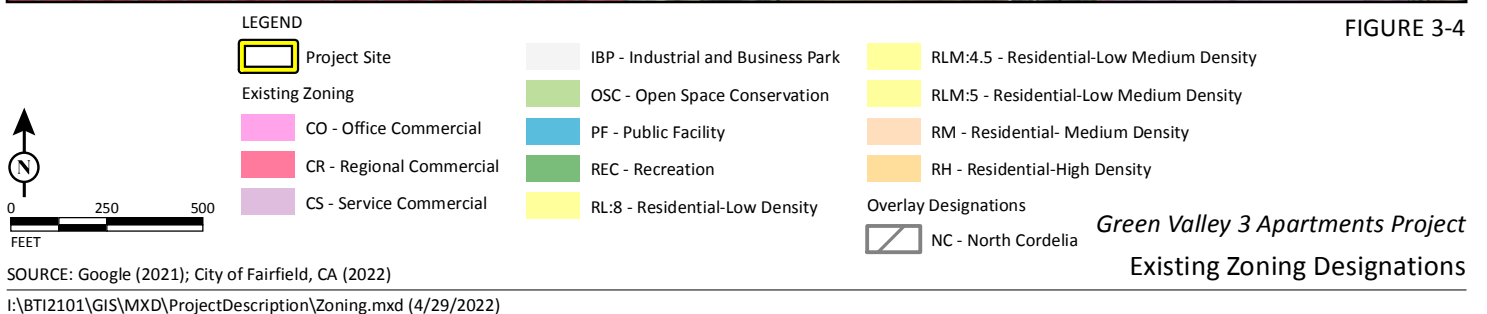 LEGEND
FIGURE 3-4
Project Site
Existing Zoning
CO - Office Commercial
CR - Regional Commercial
CS - Service Commercial
IBP - Industrial and Business Park
OSC - Open Space Conservation
PF - Public Facility
REC - Recreation
RL:8 - Residential-Low Density
RLM:4.5 - Residential-Low Medium Density
RLM:5 - Residential-Low Medium Density
RM - Residential- Medium Density
RH - Residential-High Density
Overlay Designations
NC - North Cordelia
N
0 250 500
FEET
Green Valley 3 Apartments Project
Existing Zoning Designations
SOURCE: Google (2021); City of Fairfield, CA (2022)
I:\BTI2101\GIS\MXD\ProjectDescription\Zoning.mxd (4/29/2022)